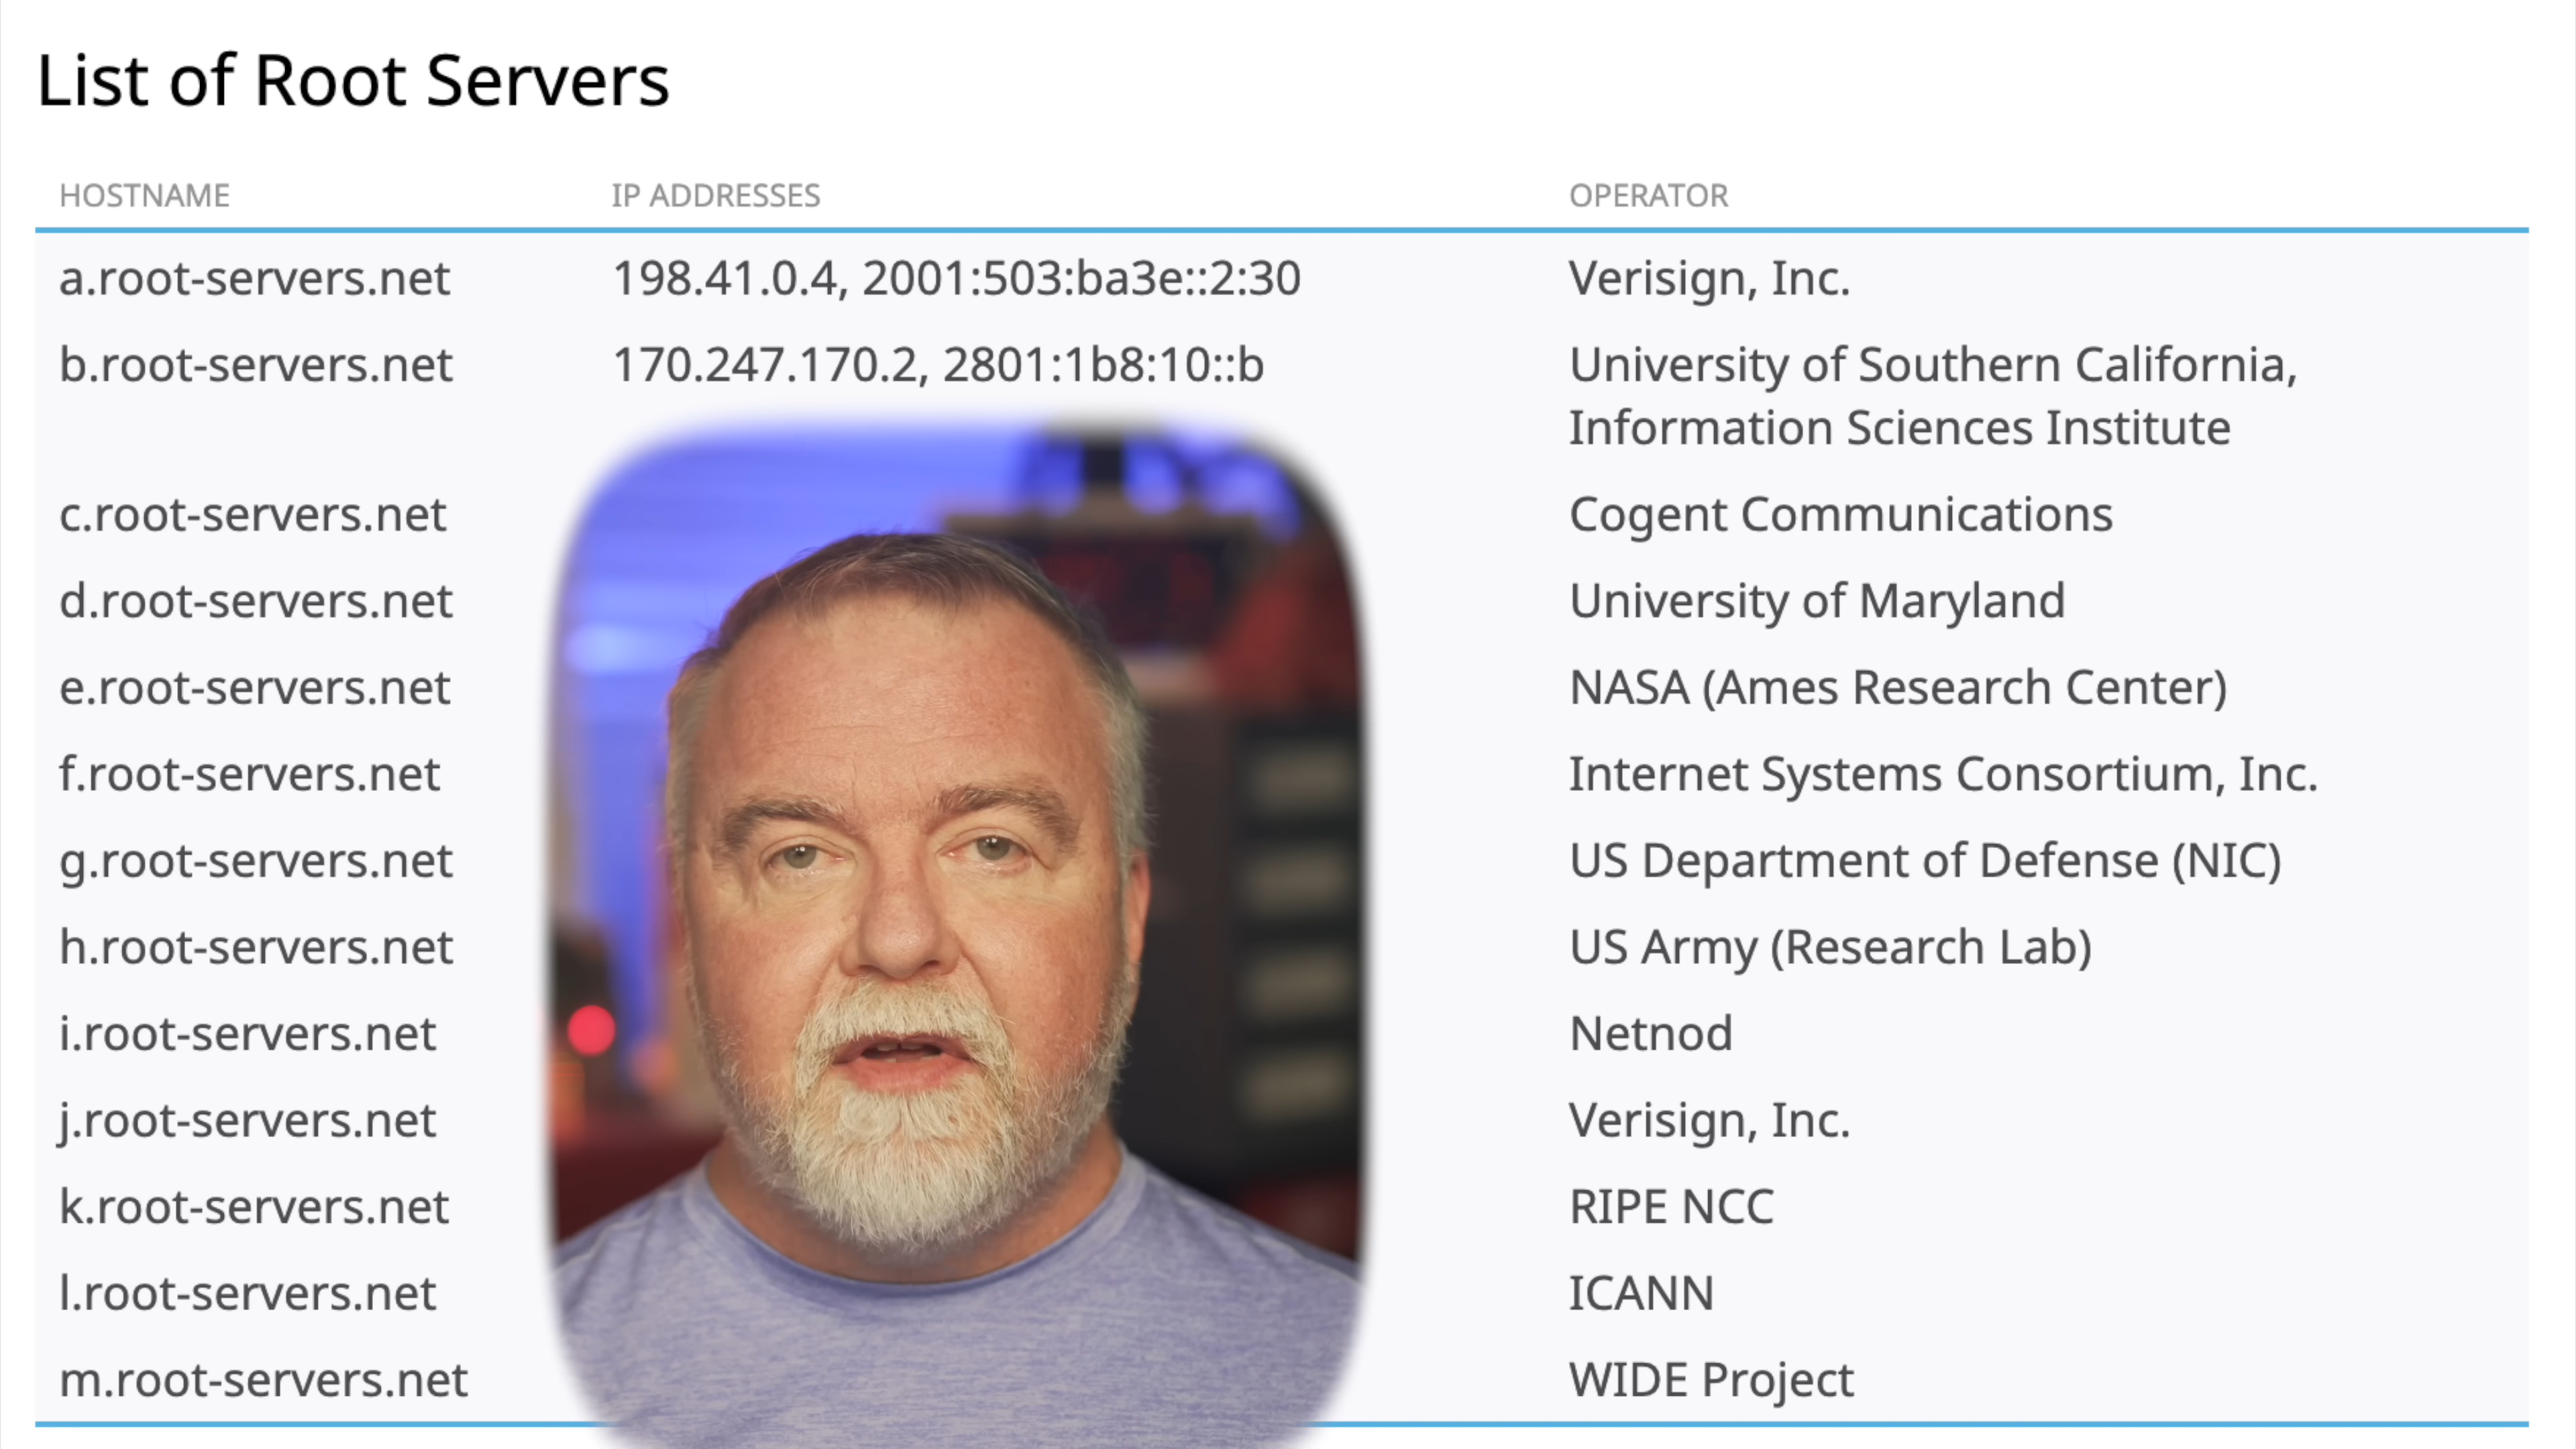 List of Root Servers
HOSTNAME IP ADDRESSES OPERATOR
a.root-servers.net 198.41.0.4, 2001:503:ba3e::2:30 Verisign, Inc.
b.root-servers.net 170.247.170.2, 2801:1b8:10::b University of Southern California,
Information Sciences Institute
c.root-servers.net Cogent Communications
d.root-servers.net University of Maryland
e.root-servers.net NASA (Ames Research Center)
f.root-servers.net Internet Systems Consortium, Inc.
g.root-servers.net US Department of Defense (NIC)
h.root-servers.net US Army (Research Lab)
i.root-servers.net Netnod
j.root-servers.net Verisign, Inc.
k.root-servers.net RIPE NCC
l.root-servers.net ICANN
m.root-servers.net WIDE Project